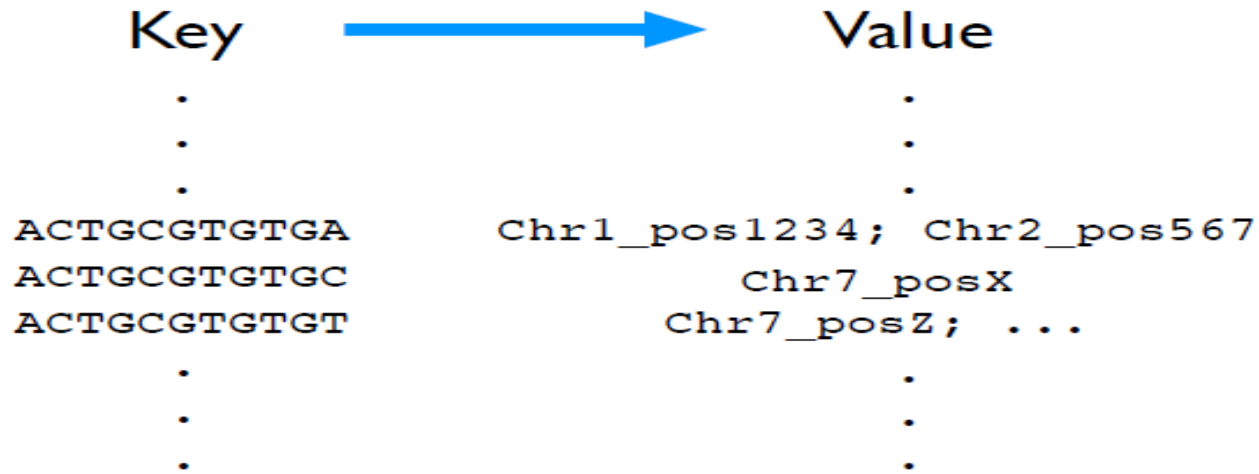 Key Value
. .
. .
. .
ACTGCGTGTGA Chr1_pos1234; Chr2_pos567
ACTGCGTGTGC Chr7_posX
ACTGCGTGTGT Chr7_posZ; ...
. .
. .
. .